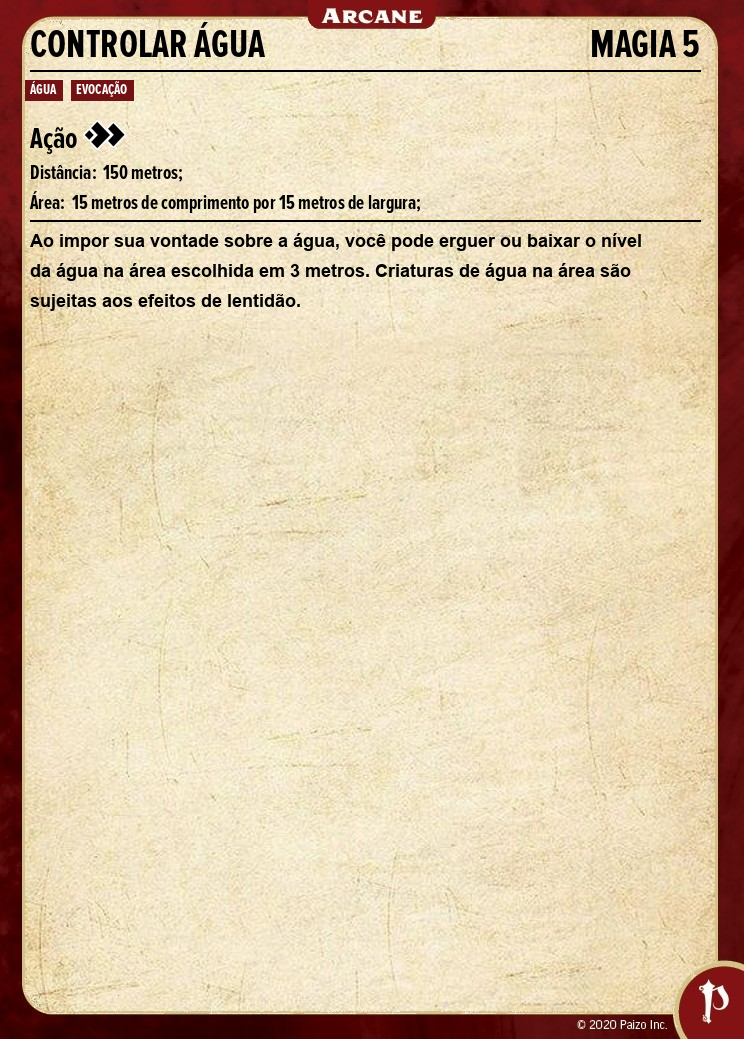 ARCANE
CONTROLAR ÁGUA MAGIA 5
ÁGUA EVOCAÇÃO
Ação
Distância: 150 metros;
Área: 15 metros de comprimento por 15 metros de largura;
Ao impor sua vontade sobre a água, você pode erguer ou baixar o nível
da água na área escolhida em 3 metros. Criaturas de água na área são
sujeitas aos efeitos de lentidão.
© 2020 Paizo Inc.